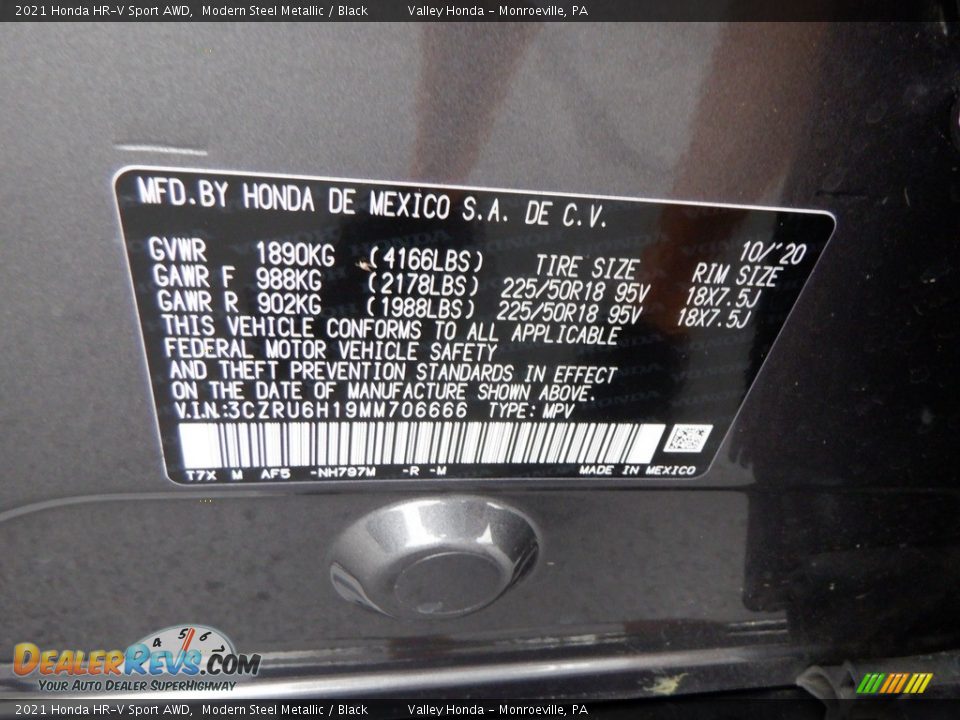 2021 Honda HR-V Sport AWD,  Modern Steel Metallic / Black        Valley Honda - Monroeville, PA
MFD.BY HONDA DE MEXICO S.A. DE C.V.
10/'20
GVWR 1890KG (4166LBS) TIRE SIZE RIM SIZE
GAWR F 988KG (2178LBS) 225/50R18 95V 18X7.5J
GAWR R 902KG (1988LBS) 225/50R18 95V 18X7.5J
THIS VEHICLE CONFORMS TO ALL APPLICABLE
FEDERAL MOTOR VEHICLE SAFETY
AND THEFT PREVENTION STANDARDS IN EFFECT
ON THE DATE OF MANUFACTURE SHOWN ABOVE.
V.I.N.:3CZRU6H19MM706666 TYPE: MPV
T7X M AF5 -NH797M -R -M MADE IN MEXICO
4 5 6 7
DEALERREVS.COM
YOUR AUTO DEALER SUPERHIGHWAY
2021 Honda HR-V Sport AWD,  Modern Steel Metallic / Black        Valley Honda - Monroeville, PA